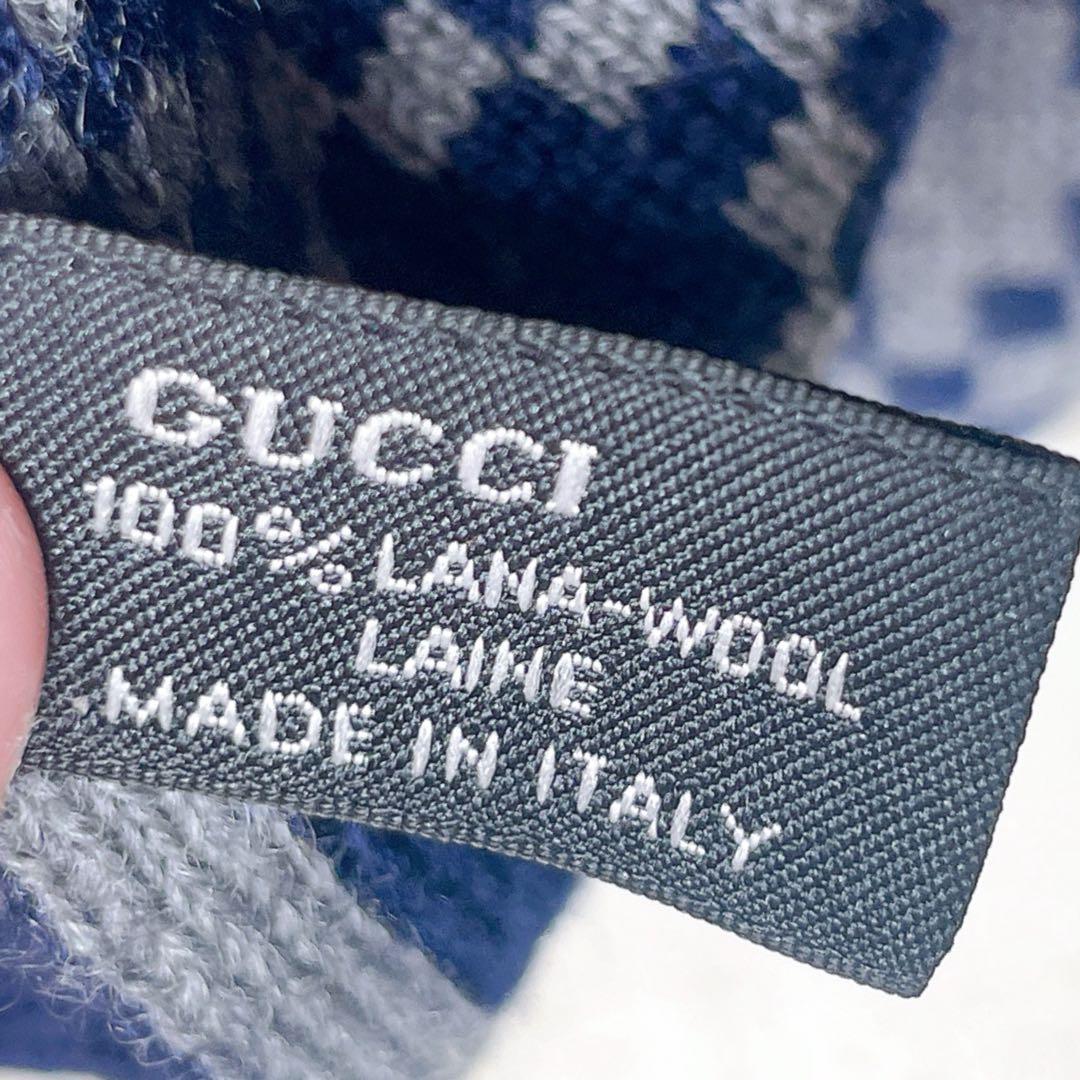 GUCCI
100% LANA-WOOL
LAINE
MADE IN ITALY